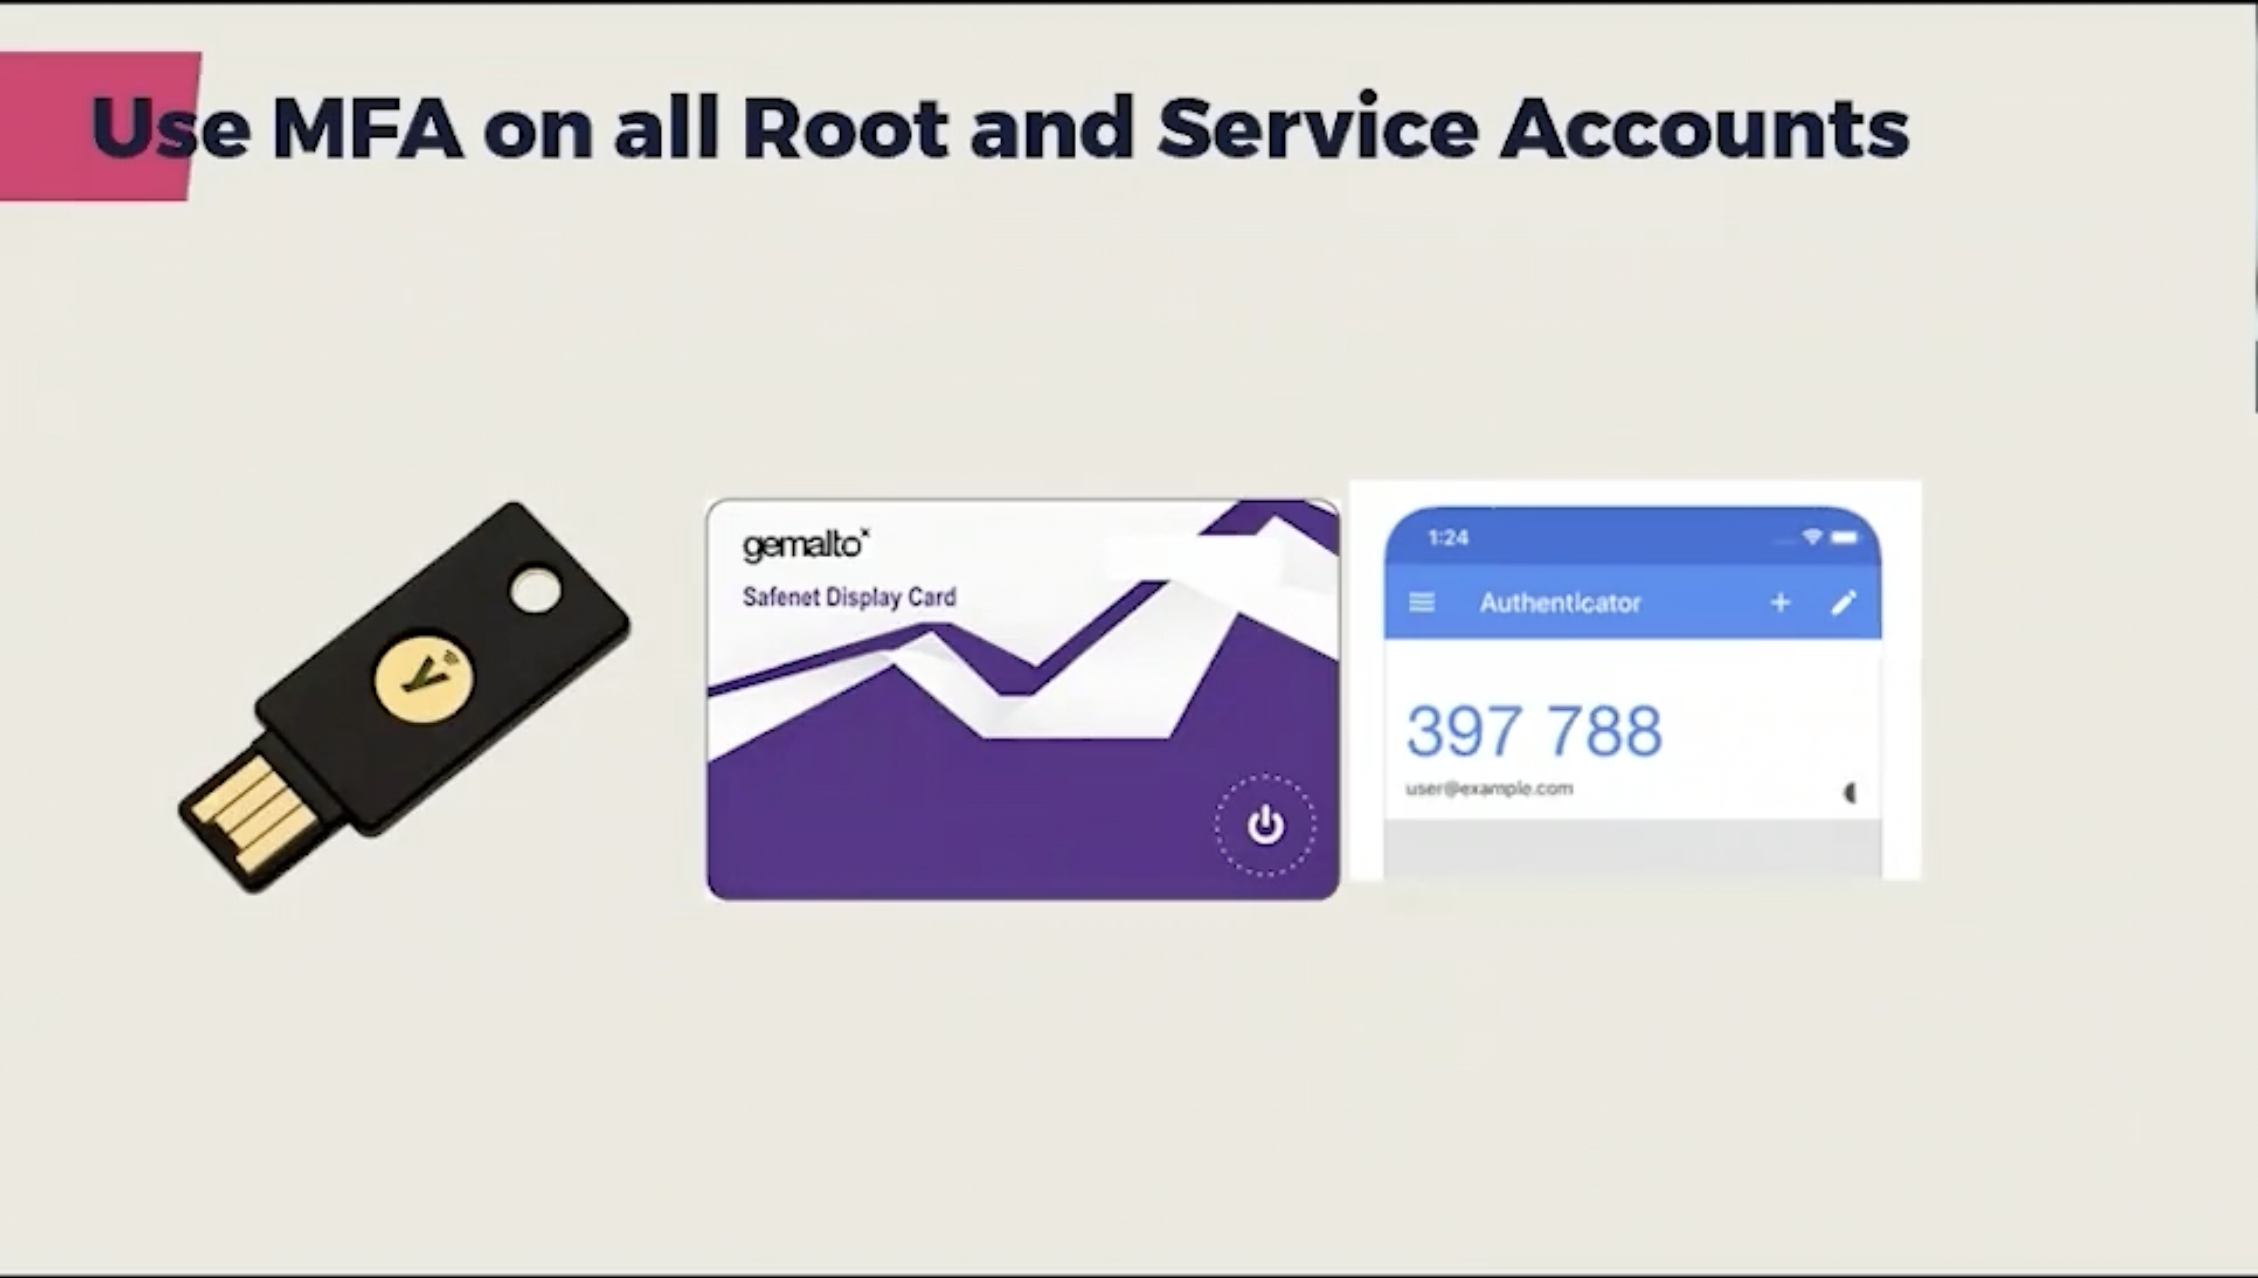 Use MFA on all Root and Service Accounts
gemalto×
Safenet Display Card
1:24
Authenticator
397 788
user@example.com